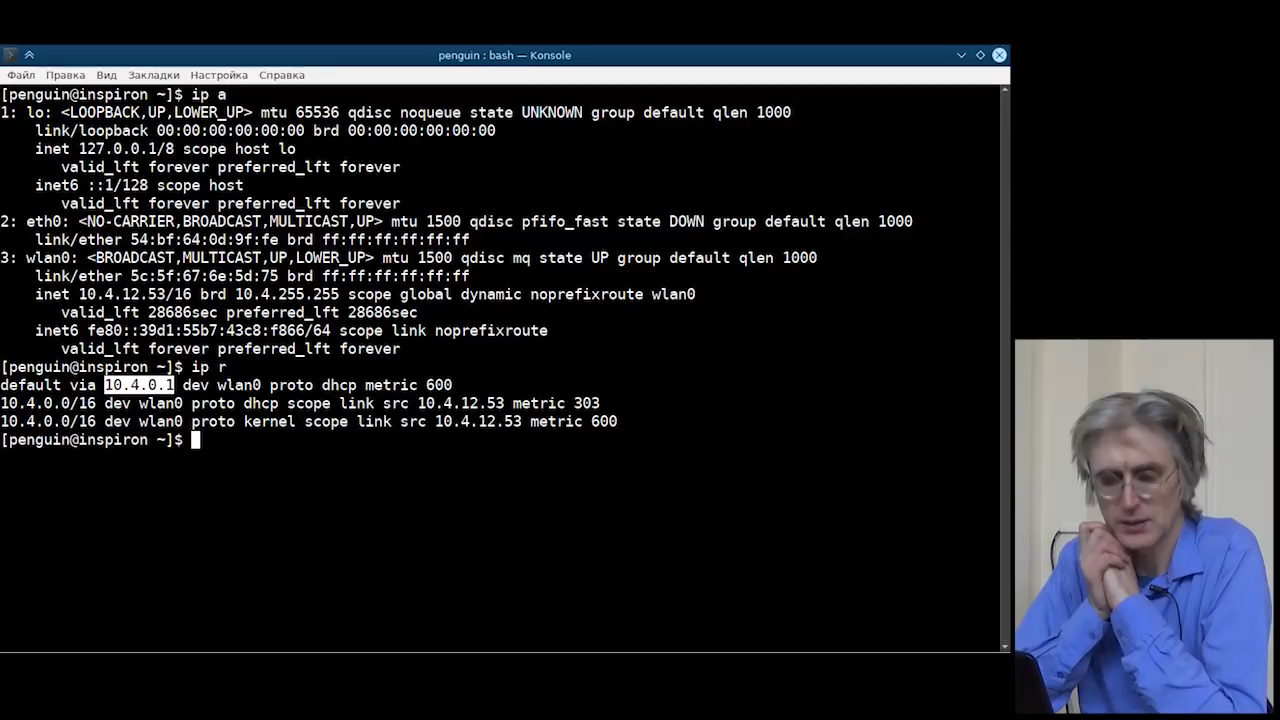 penguin : bash — Konsole
Файл Правка Вид Закладки Настройка Справка
[penguin@inspiron ~]$ ip a
1: lo: <LOOPBACK,UP,LOWER_UP> mtu 65536 qdisc noqueue state UNKNOWN group default qlen 1000
    link/loopback 00:00:00:00:00:00 brd 00:00:00:00:00:00
    inet 127.0.0.1/8 scope host lo
       valid_lft forever preferred_lft forever
    inet6 ::1/128 scope host
       valid_lft forever preferred_lft forever
2: eth0: <NO-CARRIER,BROADCAST,MULTICAST,UP> mtu 1500 qdisc pfifo_fast state DOWN group default qlen 1000
    link/ether 54:bf:64:0d:9f:fe brd ff:ff:ff:ff:ff:ff
3: wlan0: <BROADCAST,MULTICAST,UP,LOWER_UP> mtu 1500 qdisc mq state UP group default qlen 1000
    link/ether 5c:5f:67:6e:5d:75 brd ff:ff:ff:ff:ff:ff
    inet 10.4.12.53/16 brd 10.4.255.255 scope global dynamic noprefixroute wlan0
       valid_lft 28686sec preferred_lft 28686sec
    inet6 fe80::39d1:55b7:43c8:f866/64 scope link noprefixroute
       valid_lft forever preferred_lft forever
[penguin@inspiron ~]$ ip r
default via 10.4.0.1 dev wlan0 proto dhcp metric 600
10.4.0.0/16 dev wlan0 proto dhcp scope link src 10.4.12.53 metric 303
10.4.0.0/16 dev wlan0 proto kernel scope link src 10.4.12.53 metric 600
[penguin@inspiron ~]$